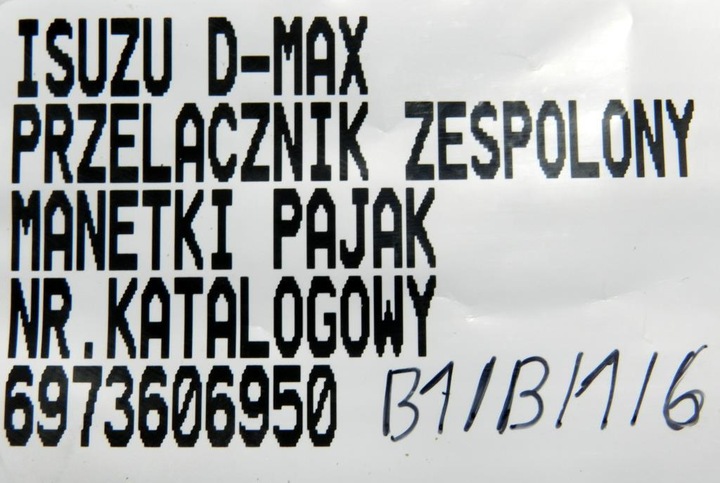 ISUZU D-MAX
PRZELACZNIK ZESPOLONY
MANETKI PAJAK
NR.KATALOGOWY
6973606950 B1/B/1/6